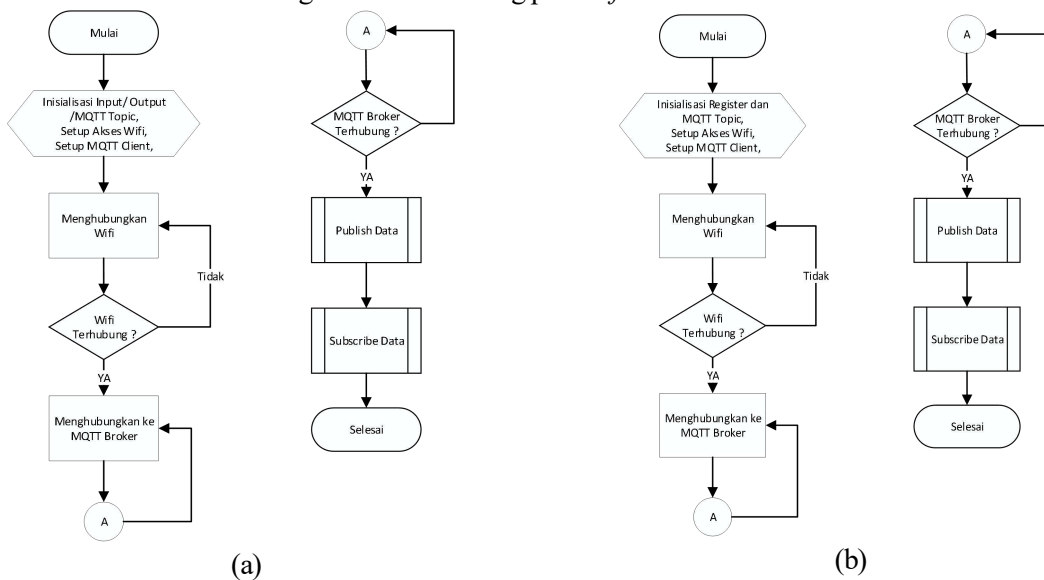 Mulai
Inisialisasi Input/ Output
/MQTT Topic,
Setup Akses Wifi,
Setup MQTT Client,
Menghubungkan
Wifi
Tidak
Wifi
Terhubung ?
YA
Menghubungkan ke
MQTT Broker
A
A
MQTT Broker
Terhubung ?
YA
Publish Data
Subscribe Data
Selesai
(a)
Mulai
Inisialisasi Register dan
MQTT Topic,
Setup Akses Wifi,
Setup MQTT Client,
Menghubungkan
Wifi
Tidak
Wifi
Terhubung ?
YA
Menghubungkan ke
MQTT Broker
A
A
MQTT Broker
Terhubung ?
YA
Publish Data
Subscribe Data
Selesai
(b)